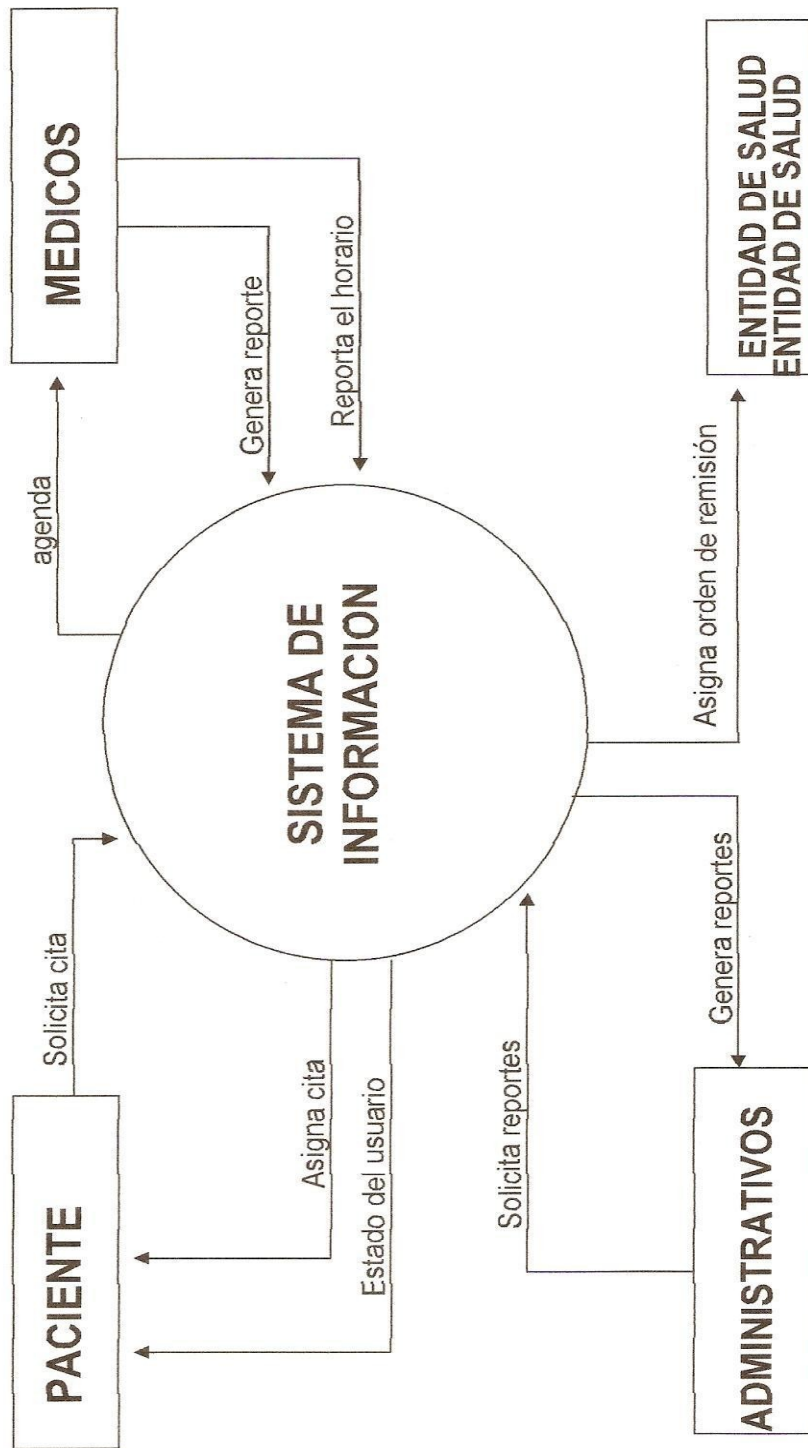 PACIENTE
Solicita cita
agenda
MEDICOS
Asigna cita
Estado del usuario
SISTEMA DE
INFORMACION
Genera reporte
Reporta el horario
Solicita reportes
Genera reportes
Asigna orden de remisión
ADMINISTRATIVOS
ENTIDAD DE SALUD
ENTIDAD DE SALUD